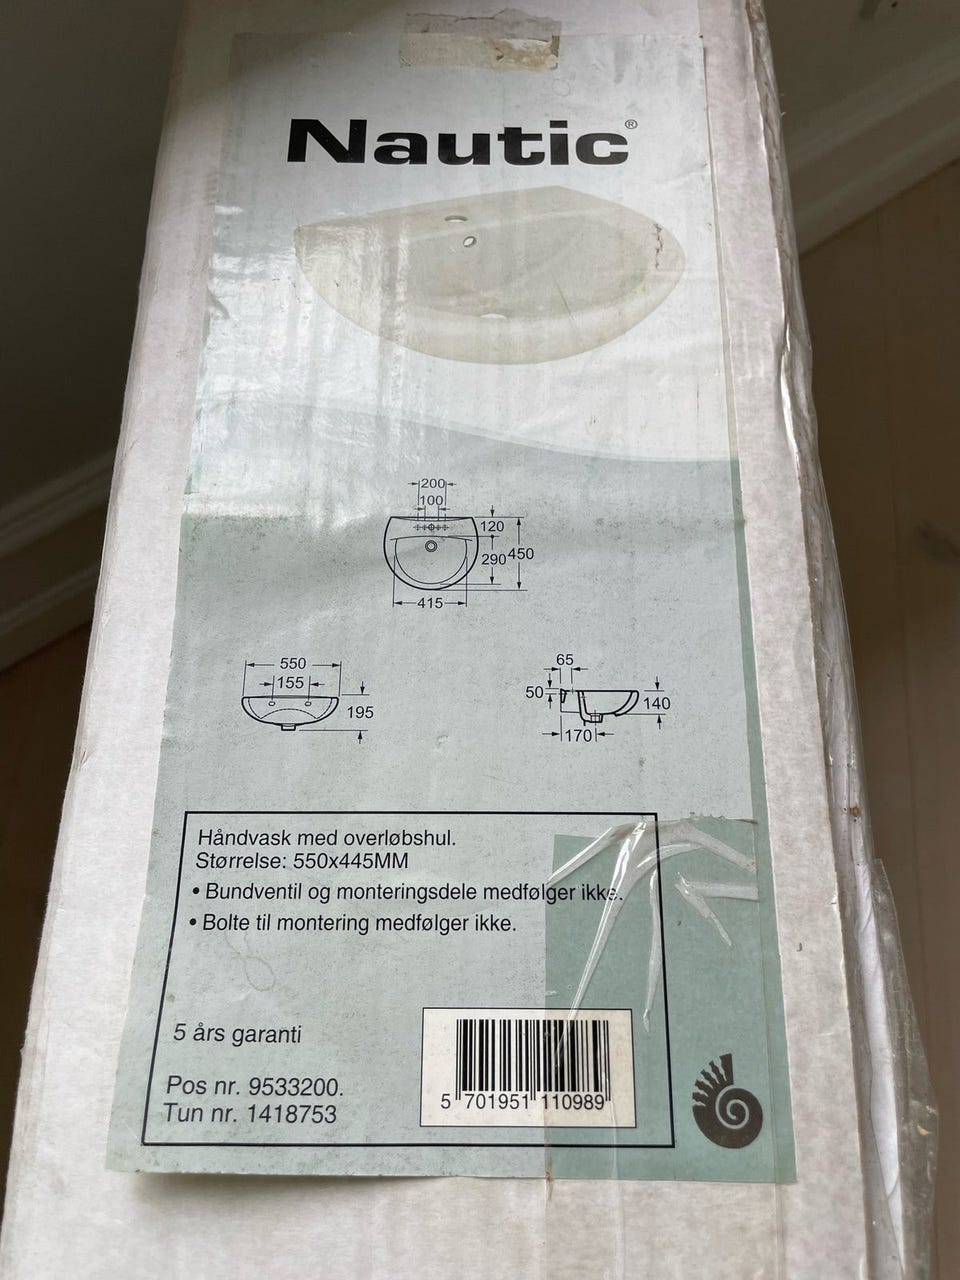 Nautic®
200
100
120
290
450
415
550
155
195
65
50
140
170
Håndvask med overløbshul.
Størrelse: 550x445MM
• Bundventil og monteringsdele medfølger ikke.
• Bolte til montering medfølger ikke.
5 års garanti
Pos nr. 9533200.
Tun nr. 1418753
5 701951 110989